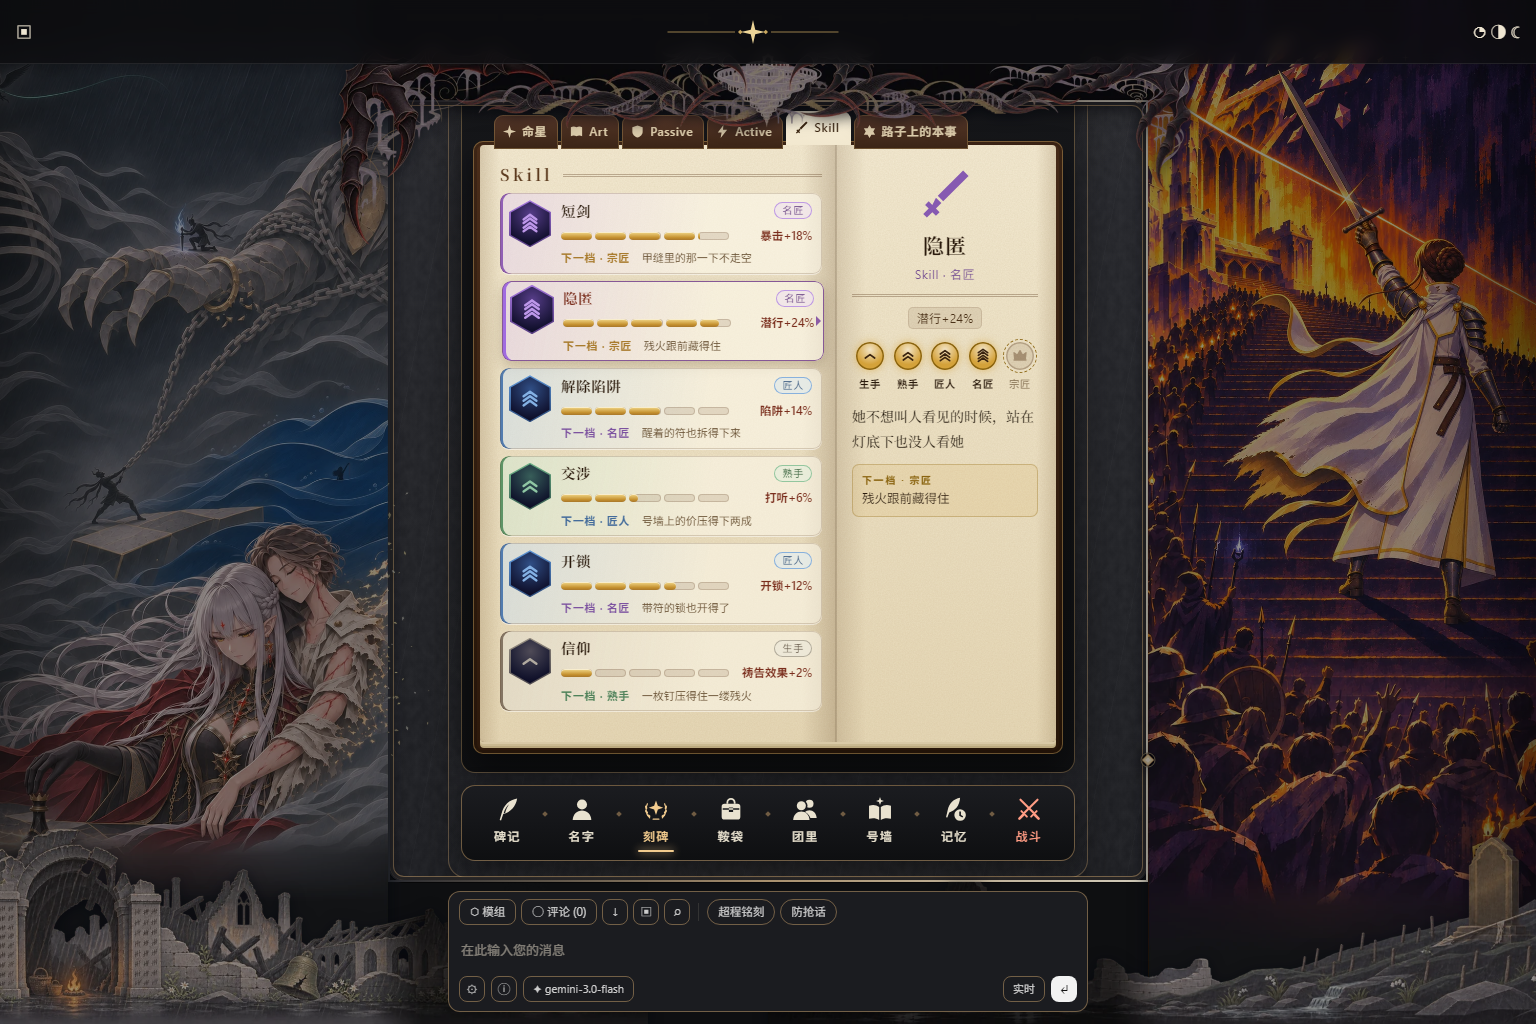 命星
Art
Passive
Active
Skill
路子上的本事
Skill
短剑
名匠
暴击+18%
下一档 · 宗匠 甲缝里的那一下不走空
隐匿
名匠
潜行+24%
下一档 · 宗匠 残火跟前藏得住
解除陷阱
匠人
陷阱+14%
下一档 · 名匠 醒着的符也拆得下来
交涉
熟手
打听+6%
下一档 · 匠人 号墙上的价压得下两成
开锁
匠人
开锁+12%
下一档 · 名匠 带符的锁也开得了
信仰
生手
祷告效果+2%
下一档 · 熟手 一枚钉压得住一缕残火
隐匿
Skill · 名匠
潜行+24%
生手 熟手 匠人 名匠 宗匠
她不想叫人看见的时候，站在
灯底下也没人看她
下一档 · 宗匠
残火跟前藏得住
碑记 名字 刻碑 鞍袋 团里 号墙 记忆 战斗
模组 评论 (0) 超程铭刻 防抢话
在此输入您的消息
gemini-3.0-flash 实时